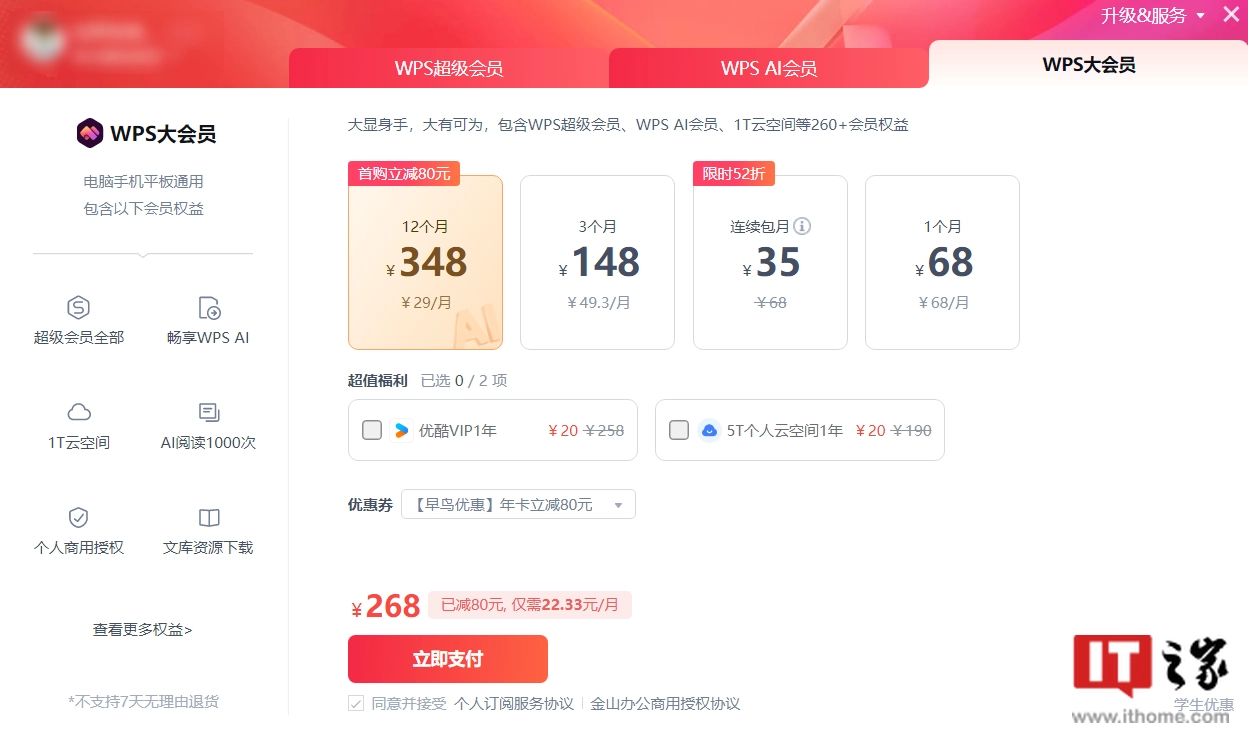 升级&服务
WPS超级会员
WPS AI会员
WPS大会员
WPS大会员
电脑手机平板通用
包含以下会员权益
超级会员全部
畅享WPS AI
1T云空间
AI阅读1000次
个人商用授权
文库资源下载
查看更多权益>
*不支持7天无理由退货
大显身手，大有可为，包含WPS超级会员、WPS AI会员、1T云空间等260+会员权益
首购立减80元
12个月
¥348
¥29/月
AI
3个月
¥148
¥49.3/月
限时52折
连续包月
¥35
¥68
1个月
¥68
¥68/月
超值福利 已选 0 / 2 项
优酷VIP1年 ¥20 ¥258
5T个人云空间1年 ¥20 ¥190
优惠券 【早鸟优惠】年卡立减80元
¥268 已减80元, 仅需22.33元/月
立即支付
同意并接受 个人订阅服务协议 金山办公商用授权协议
学生优惠
IT之家
www.ithome.com